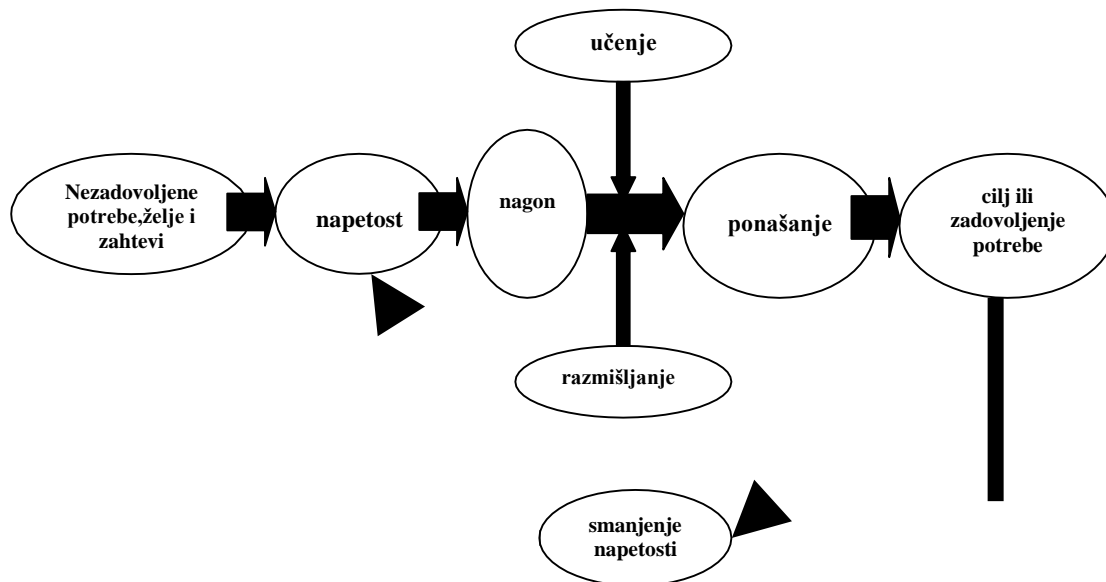 učenje
Nezadovoljene
potrebe,želje i
zahtevi
napetost
nagon
ponašanje
cilj ili
zadovoljenje
potrebe
razmišljanje
smanjenje
napetosti